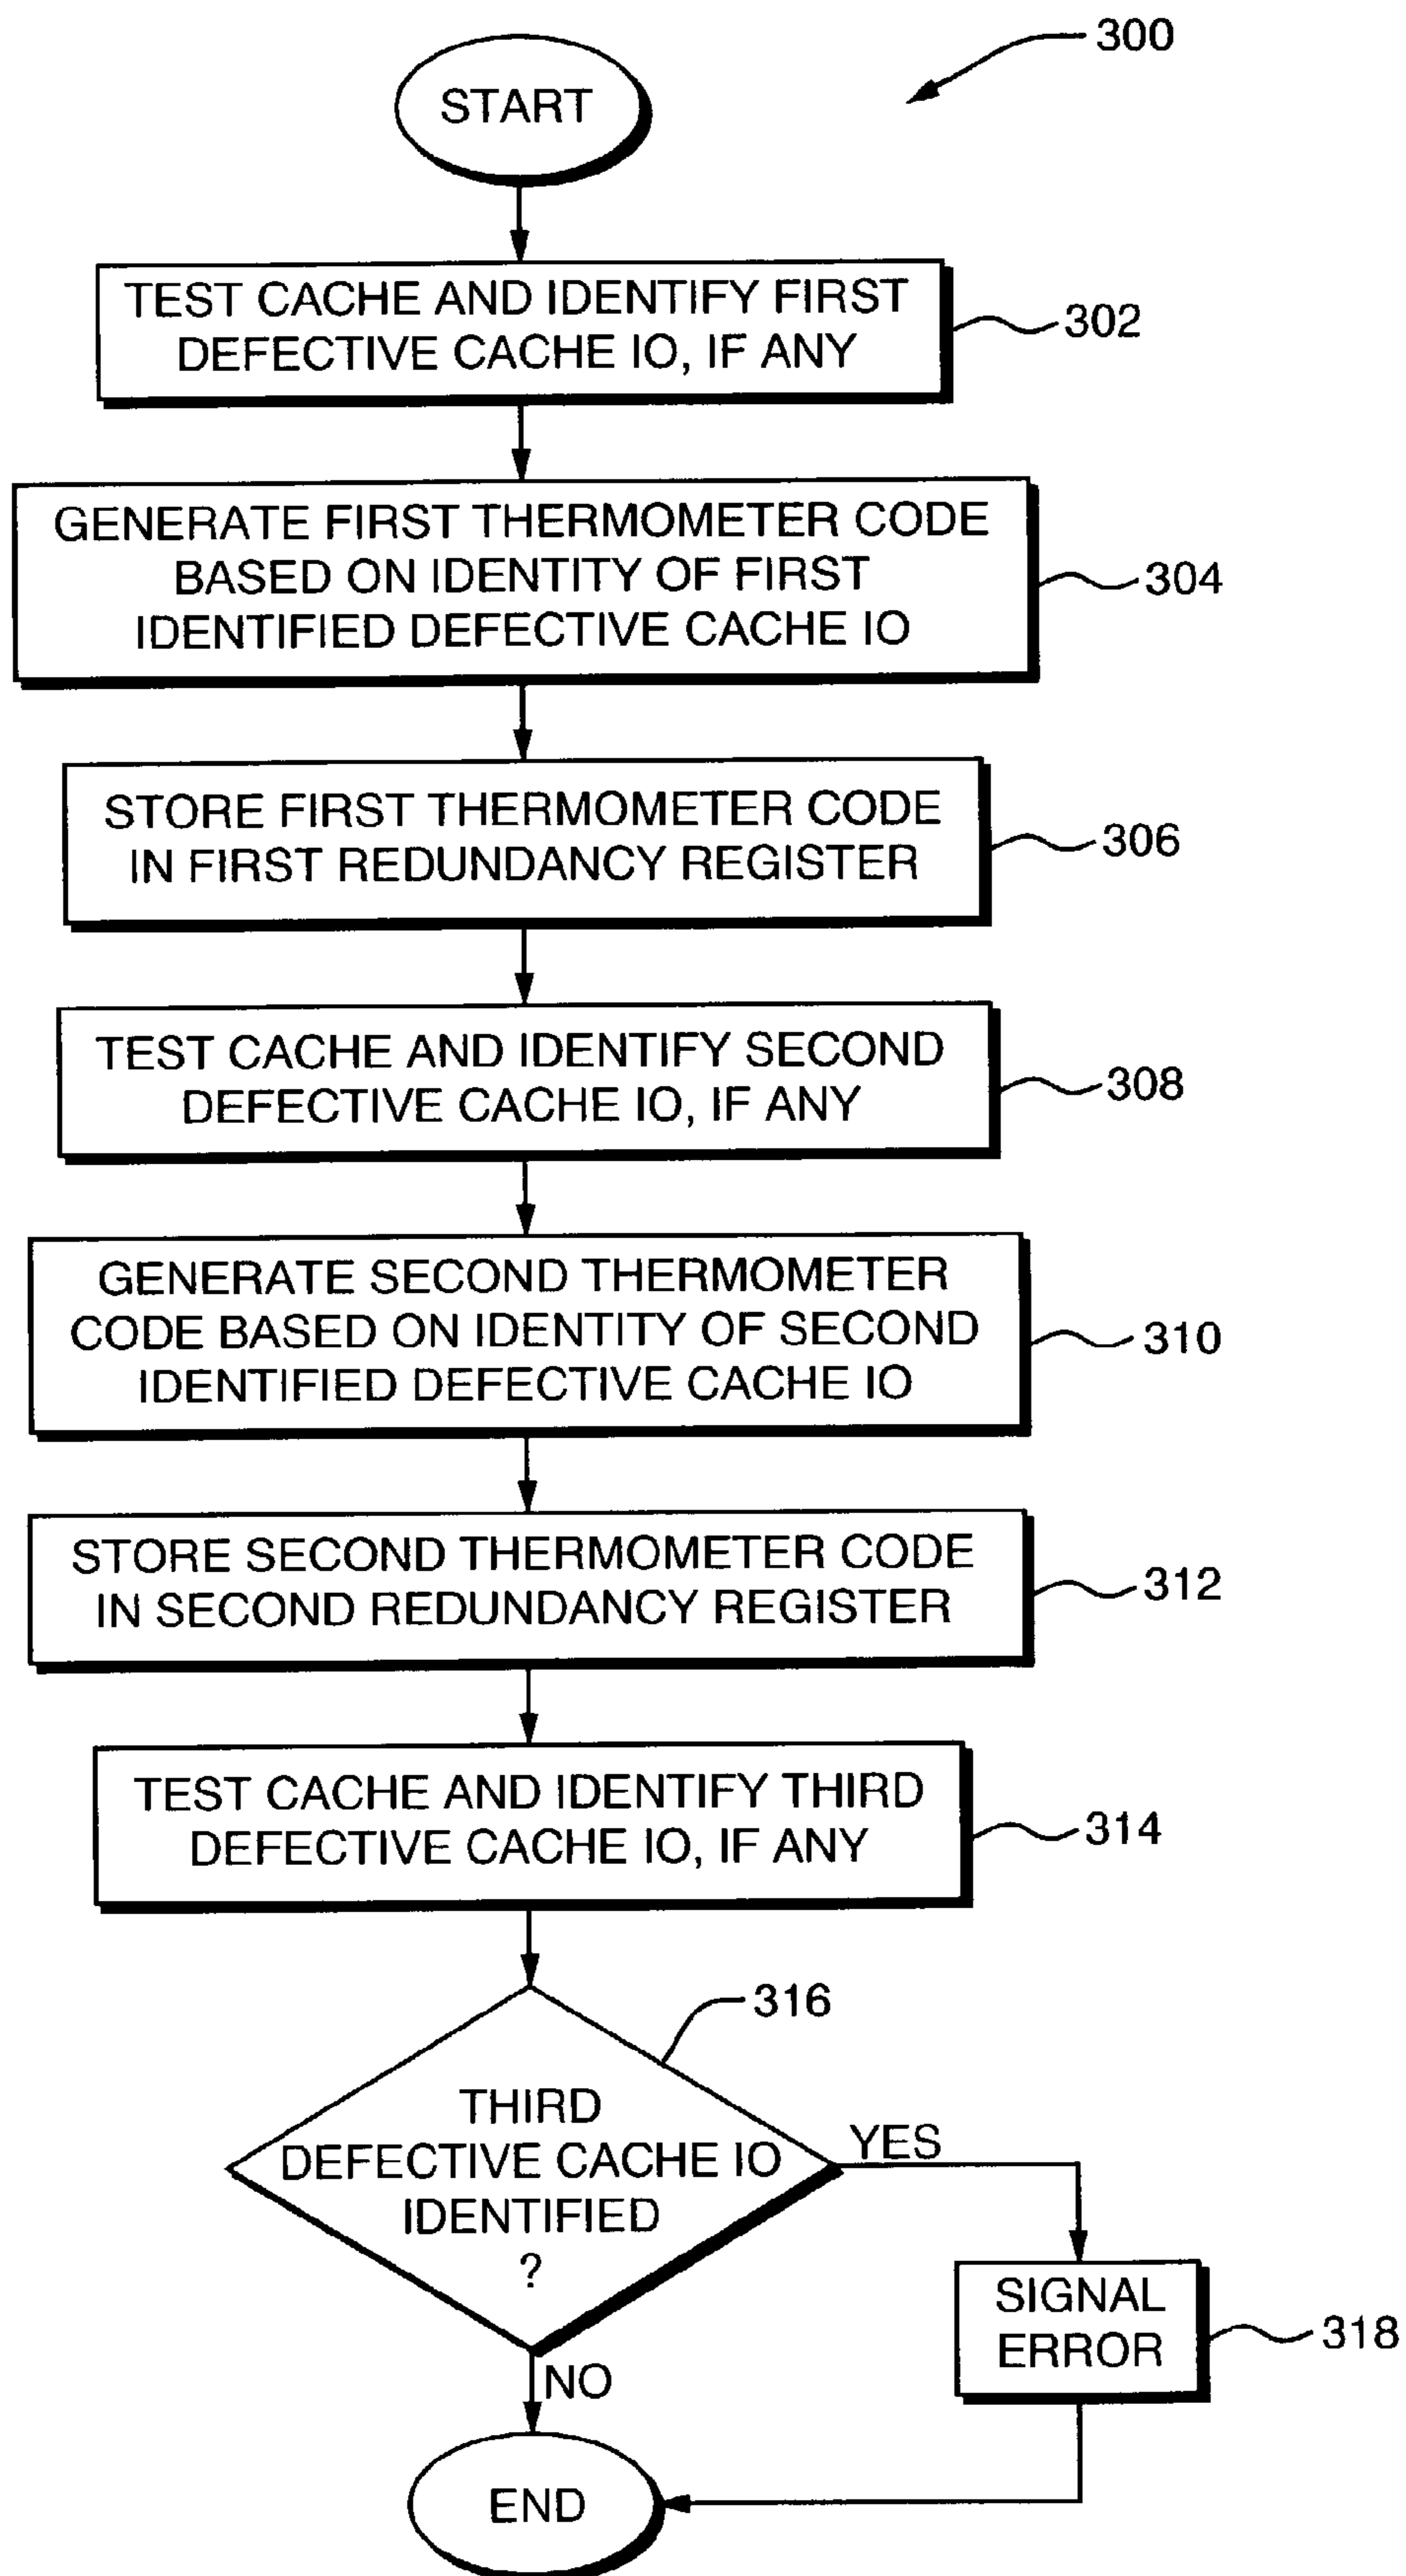 300
START
TEST CACHE AND IDENTIFY FIRST
DEFECTIVE CACHE IO, IF ANY
302
GENERATE FIRST THERMOMETER CODE
BASED ON IDENTITY OF FIRST
IDENTIFIED DEFECTIVE CACHE IO
304
STORE FIRST THERMOMETER CODE
IN FIRST REDUNDANCY REGISTER
306
TEST CACHE AND IDENTIFY SECOND
DEFECTIVE CACHE IO, IF ANY
308
GENERATE SECOND THERMOMETER
CODE BASED ON IDENTITY OF SECOND
IDENTIFIED DEFECTIVE CACHE IO
310
STORE SECOND THERMOMETER CODE
IN SECOND REDUNDANCY REGISTER
312
TEST CACHE AND IDENTIFY THIRD
DEFECTIVE CACHE IO, IF ANY
314
316
THIRD
DEFECTIVE CACHE IO
IDENTIFIED
?
YES
SIGNAL
ERROR
318
NO
END